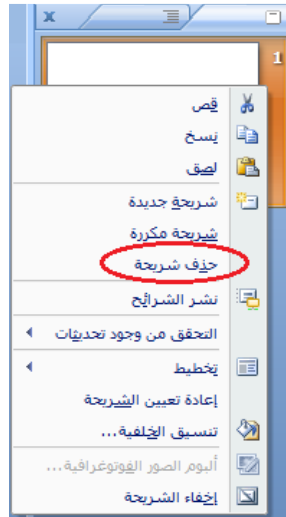 1
قص
نسخ
لصق
شريحة جديدة
شريحة مكررة
حذف شريحة
نشر الشرائح
التحقق من وجود تحديثات
تخطيط
إعادة تعيين الشريحة
تنسيق الخلفية...
ألبوم الصور الفوتوغرافية...
إخفاء الشريحة